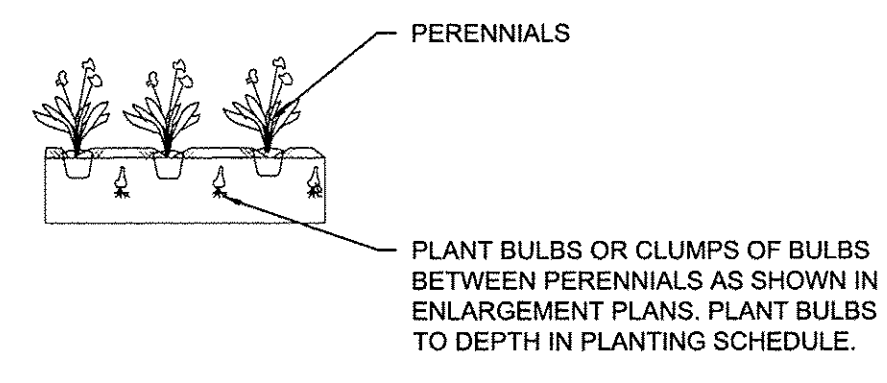 PERENNIALS
PLANT BULBS OR CLUMPS OF BULBS
BETWEEN PERENNIALS AS SHOWN IN
ENLARGEMENT PLANS. PLANT BULBS
TO DEPTH IN PLANTING SCHEDULE.